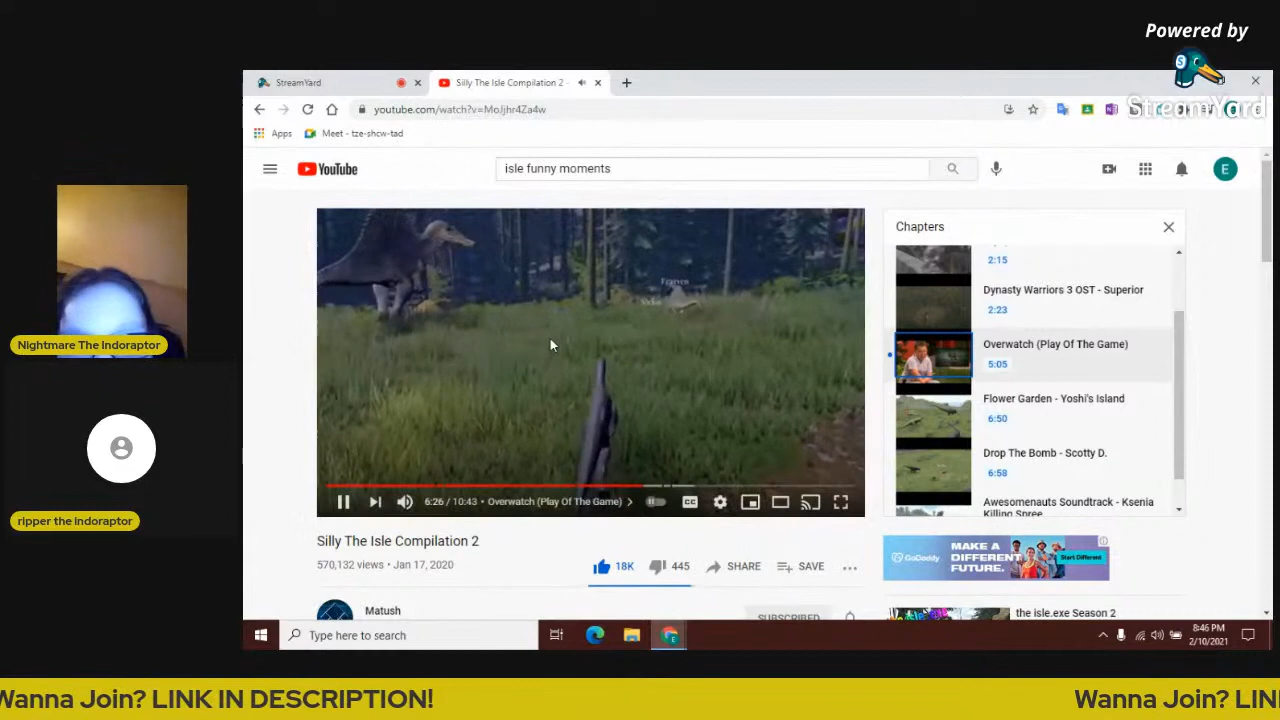 Powered by
StreamYard
StreamYard
Silly The Isle Compilation 2 -
youtube.com/watch?v=MoJjhr4Za4w
Apps
Meet - tze-shcw-tad
YouTube
isle funny moments
E
Chapters
2:15
Dynasty Warriors 3 OST - Superior
2:23
Overwatch (Play Of The Game)
5:05
Flower Garden - Yoshi's Island
6:50
Drop The Bomb - Scotty D.
6:58
Awesomenauts Soundtrack - Ksenia
Killing Spree
6:26 / 10:43 • Overwatch (Play Of The Game)
CC
Silly The Isle Compilation 2
570,132 views • Jan 17, 2020
18K
445
SHARE
SAVE
GoDaddy
MAKE A
DIFFERENT
FUTURE.
Start Different
Matush
SUBSCRIBED
the isle.exe Season 2
Type here to search
8:46 PM
2/10/2021
Nightmare The Indoraptor
ripper the Indoraptor
Wanna Join? LINK IN DESCRIPTION!
Wanna Join? LIN